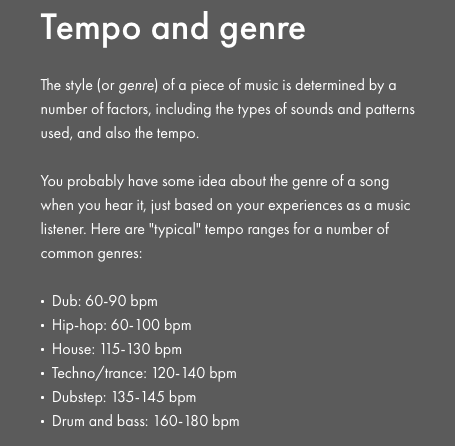 Tempo and genre
The style (or genre) of a piece of music is determined by a
number of factors, including the types of sounds and patterns
used, and also the tempo.
You probably have some idea about the genre of a song
when you hear it, just based on your experiences as a music
listener. Here are "typical" tempo ranges for a number of
common genres:
• Dub: 60-90 bpm
• Hip-hop: 60-100 bpm
• House: 115-130 bpm
• Techno/trance: 120-140 bpm
• Dubstep: 135-145 bpm
• Drum and bass: 160-180 bpm